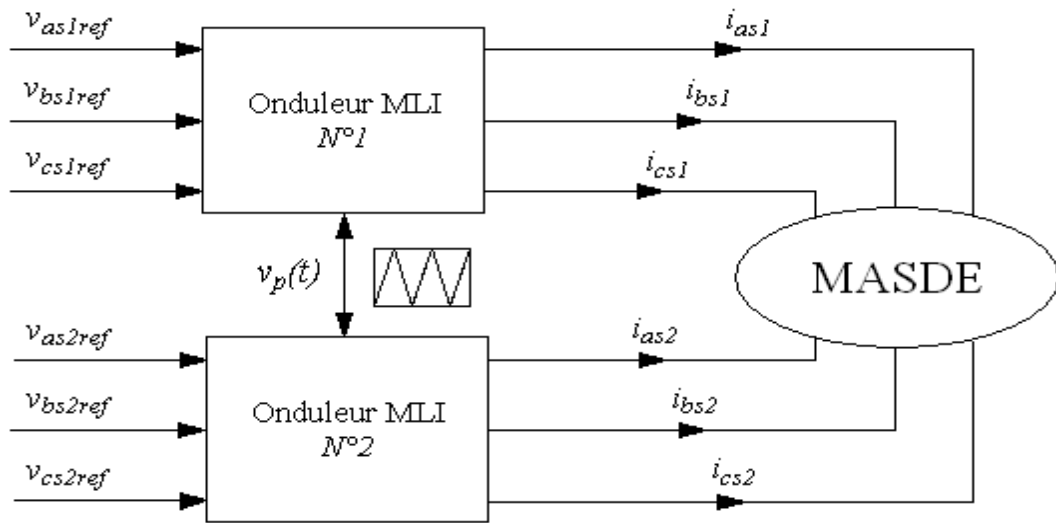 v_as1ref
i_as1
v_bs1ref
Onduleur MLI
N°1
i_bs1
v_cs1ref
i_cs1
v_p(t)
MASDE
v_as2ref
i_as2
v_bs2ref
Onduleur MLI
N°2
i_bs2
v_cs2ref
i_cs2